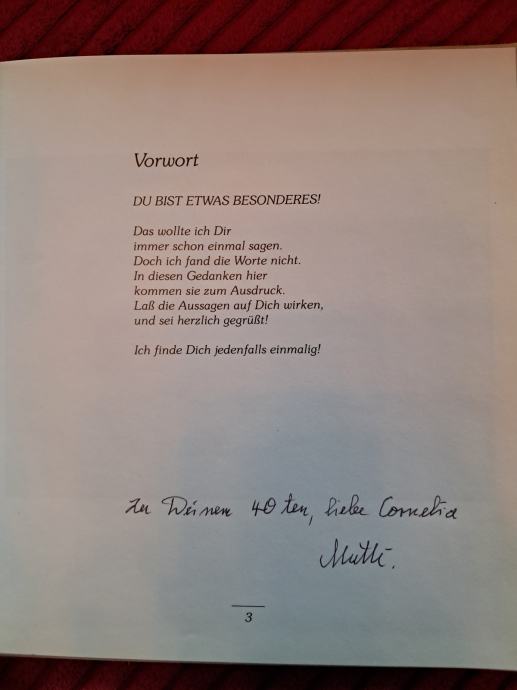 Vorwort
DU BIST ETWAS BESONDERES!
Das wollte ich Dir
immer schon einmal sagen.
Doch ich fand die Worte nicht.
In diesen Gedanken hier
kommen sie zum Ausdruck.
Laß die Aussagen auf Dich wirken,
und sei herzlich gegrüßt!
Ich finde Dich jedenfalls einmalig!
Zu Deinen 40 ten, liebe Cornelia
Mutti.
3